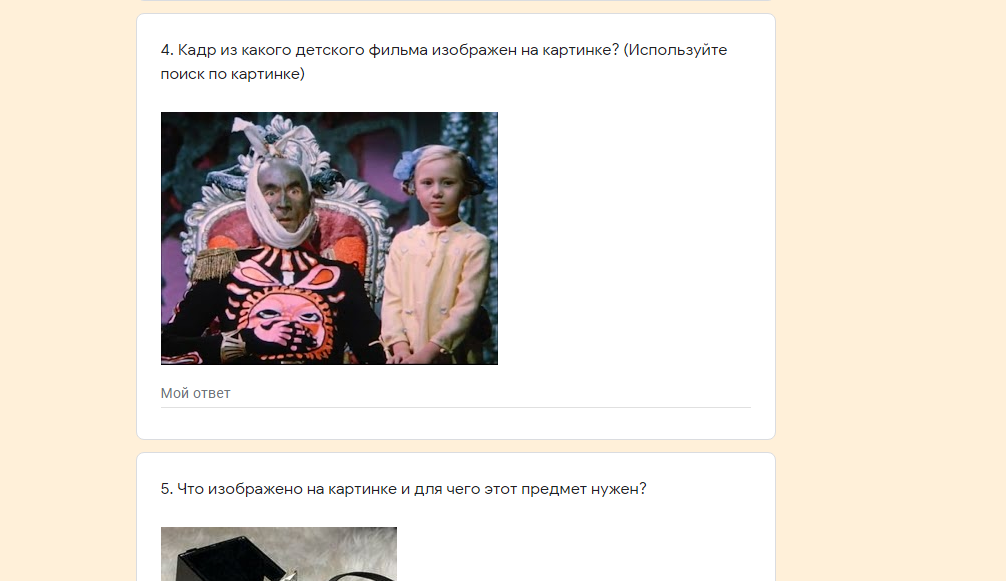 4. Кадр из какого детского фильма изображен на картинке? (Используйте
поиск по картинке)
Мой ответ
5. Что изображено на картинке и для чего этот предмет нужен?